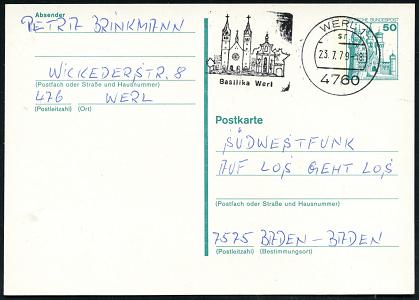 Absender
PETRA BRINKMANN
WICKEDERSTR. 8
(Postfach oder Straße und Hausnummer)
476 WERL
(Postleitzahl) (Ort)
Basilika Werl
WERL 1
23.7.79
4760
DEUTSCHE BUNDESPOST
50
Postkarte
SÜDWESTFUNK
AUF LOS GEHT LOS
(Postfach oder Straße und Hausnummer)
7575 BADEN-BADEN
(Postleitzahl) (Bestimmungsort)